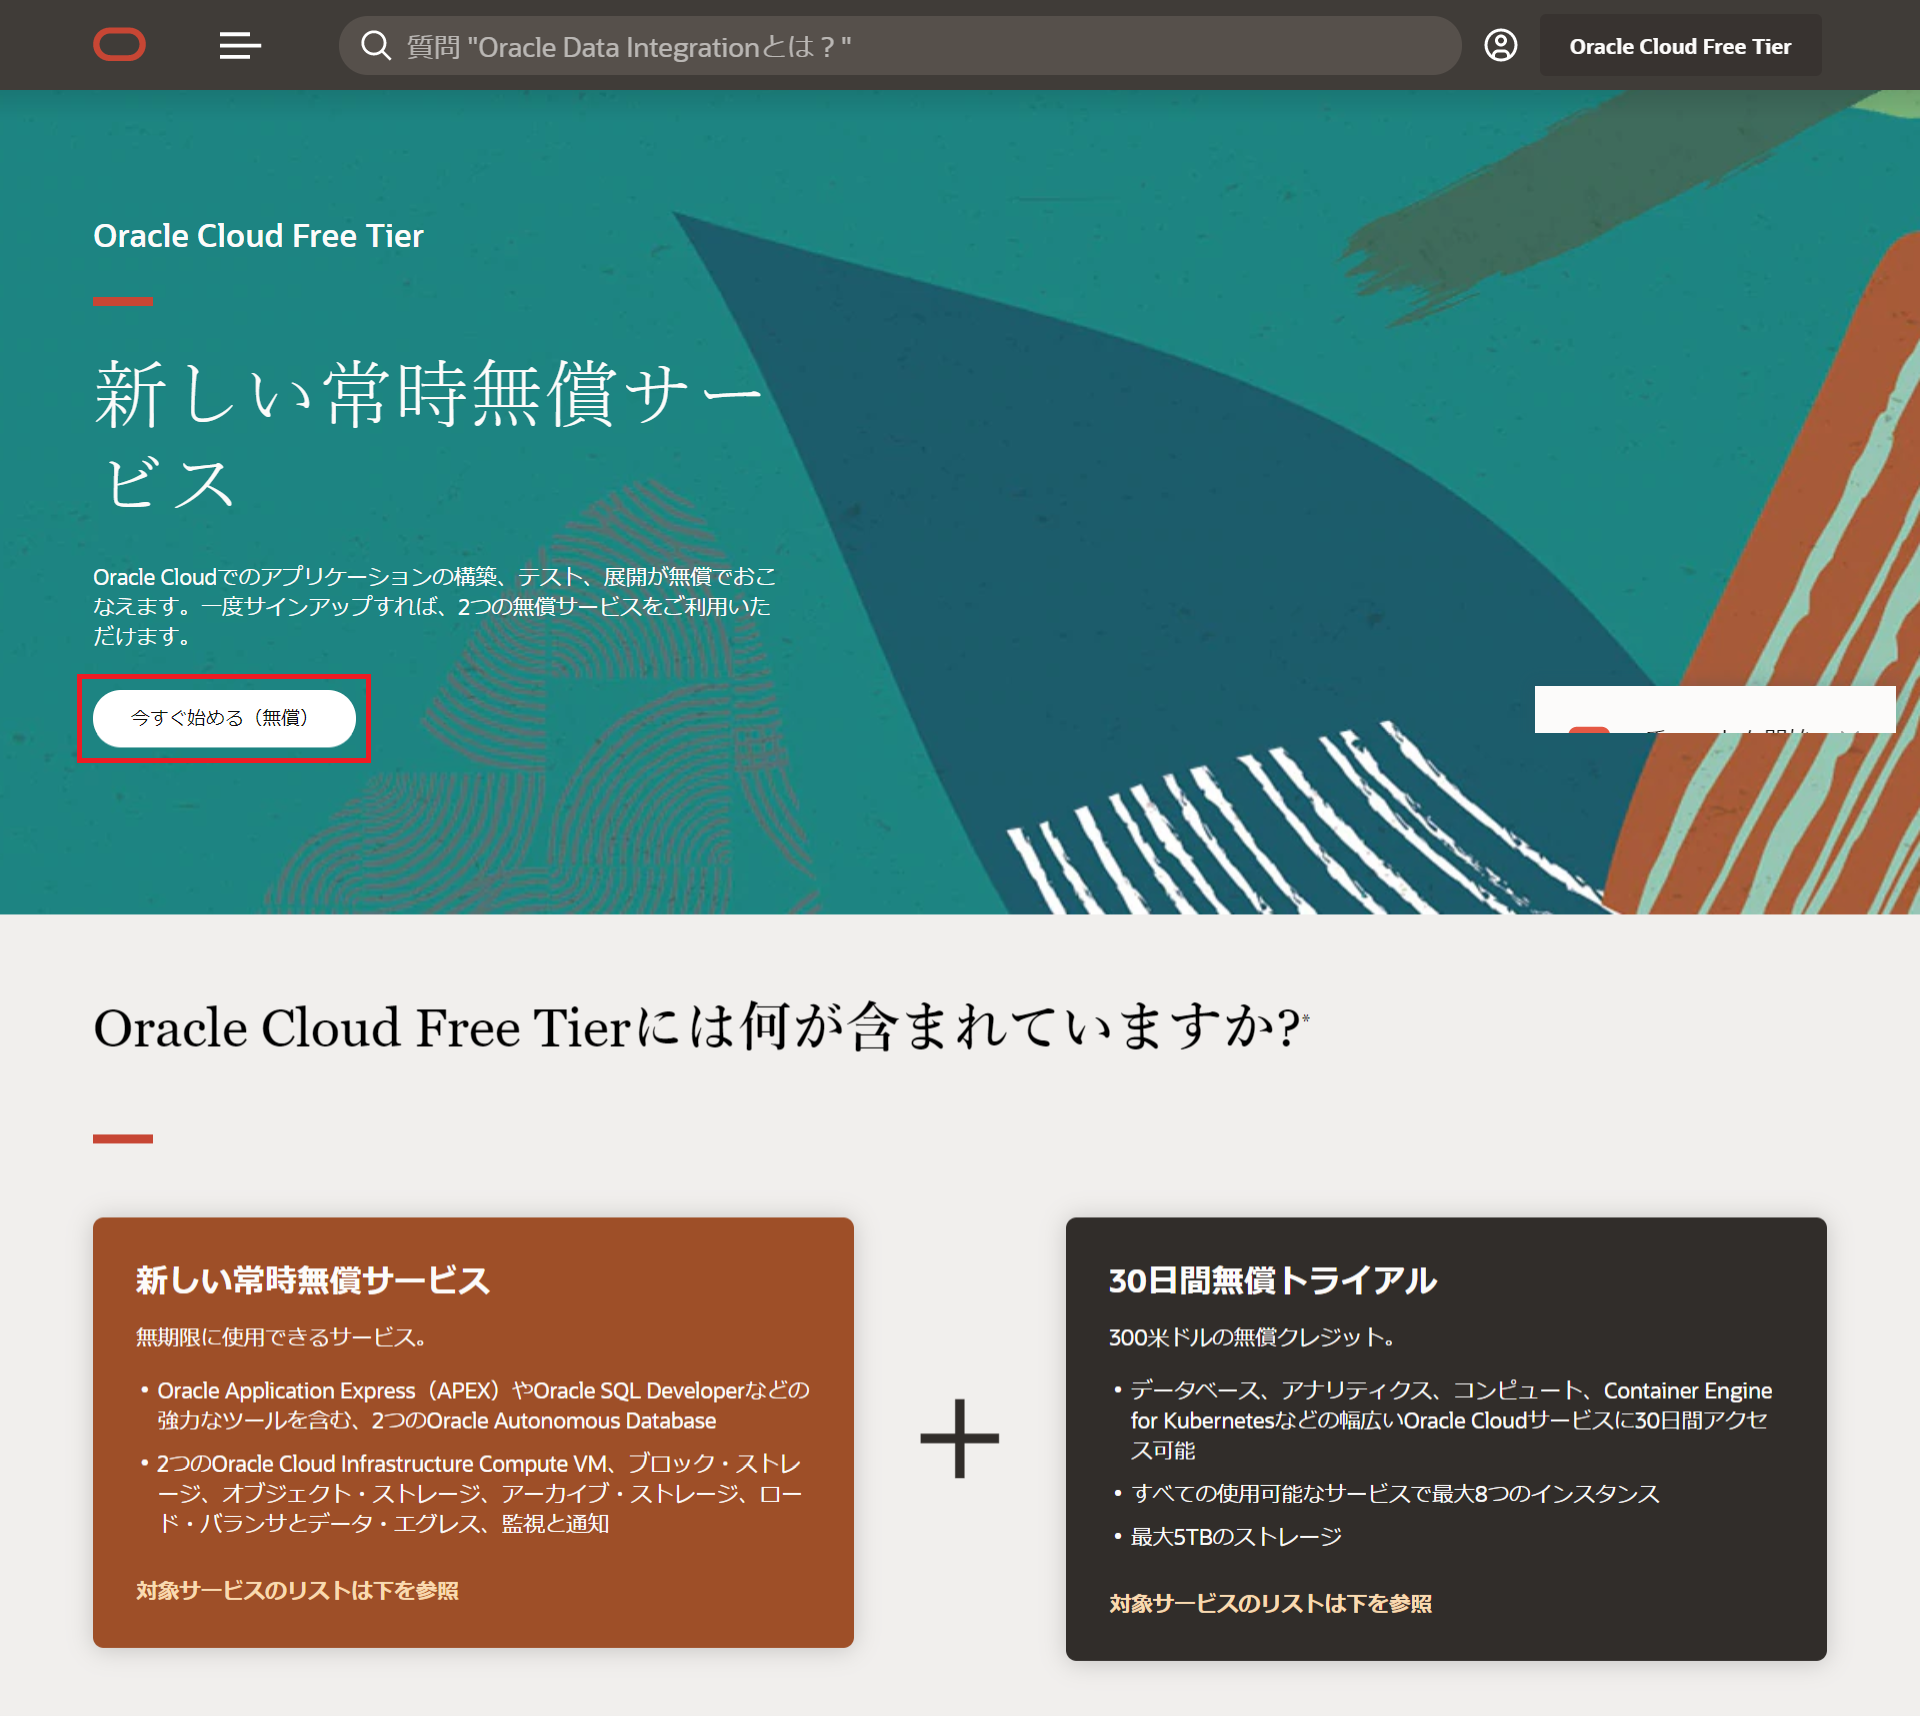 質問 "Oracle Data Integrationとは？"
Oracle Cloud Free Tier
Oracle Cloud Free Tier
新しい常時無償サー
ビス
Oracle Cloudでのアプリケーションの構築、テスト、展開が無償でおこ
なえます。一度サインアップすれば、2つの無償サービスをご利用いた
だけます。
今すぐ始める（無償）
Oracle Cloud Free Tierには何が含まれていますか?*
新しい常時無償サービス
無期限に使用できるサービス。
• Oracle Application Express（APEX）やOracle SQL Developerなどの
強力なツールを含む、2つのOracle Autonomous Database
• 2つのOracle Cloud Infrastructure Compute VM、ブロック・ストレ
ージ、オブジェクト・ストレージ、アーカイブ・ストレージ、ロー
ド・バランサとデータ・エグレス、監視と通知
対象サービスのリストは下を参照
30日間無償トライアル
300米ドルの無償クレジット。
• データベース、アナリティクス、コンピュート、Container Engine
for Kubernetesなどの幅広いOracle Cloudサービスに30日間アクセ
ス可能
• すべての使用可能なサービスで最大8つのインスタンス
• 最大5TBのストレージ
対象サービスのリストは下を参照